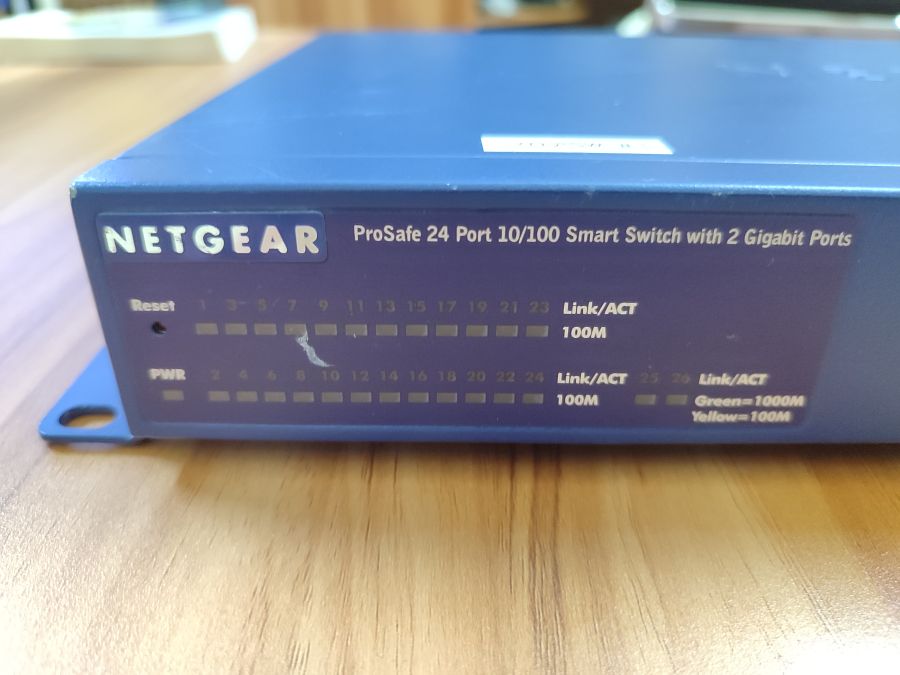 NETGEAR
ProSafe 24 Port 10/100 Smart Switch with 2 Gigabit Ports
Reset 1 3 5 7 9 11 13 15 17 19 21 23 Link/ACT
100M
PWR 2 4 6 8 10 12 14 16 18 20 22 24 Link/ACT 25 26 Link/ACT
100M Green=1000M
Yellow=100M